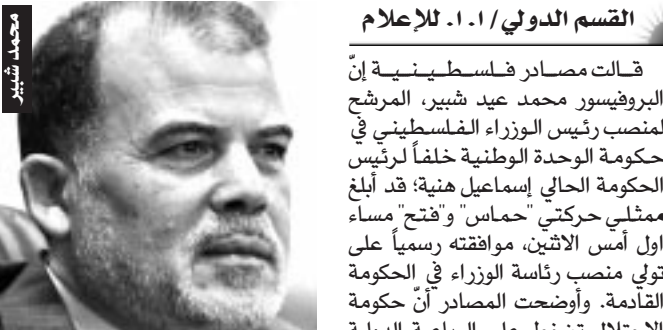 القسم الدولي/ ١.١. للإعلام
قالت مصادر فلسطينية إنّ
البروفيسور محمد عيد شبير، المرشح
لمنصب رئيس الوزراء الفلسطيني في
حكومة الوحدة الوطنية خلفاً لرئيس
الحكومة الحالي إسماعيل هنية؛ قد أبلغ
ممثلي حركتي "حماس" و"فتح" مساء
اول أمس الاثنين، موافقته رسمياً على
تولي منصب رئاسة الوزراء في الحكومة
القادمة. وأوضحت المصادر أنّ حكومة
محمد شبير